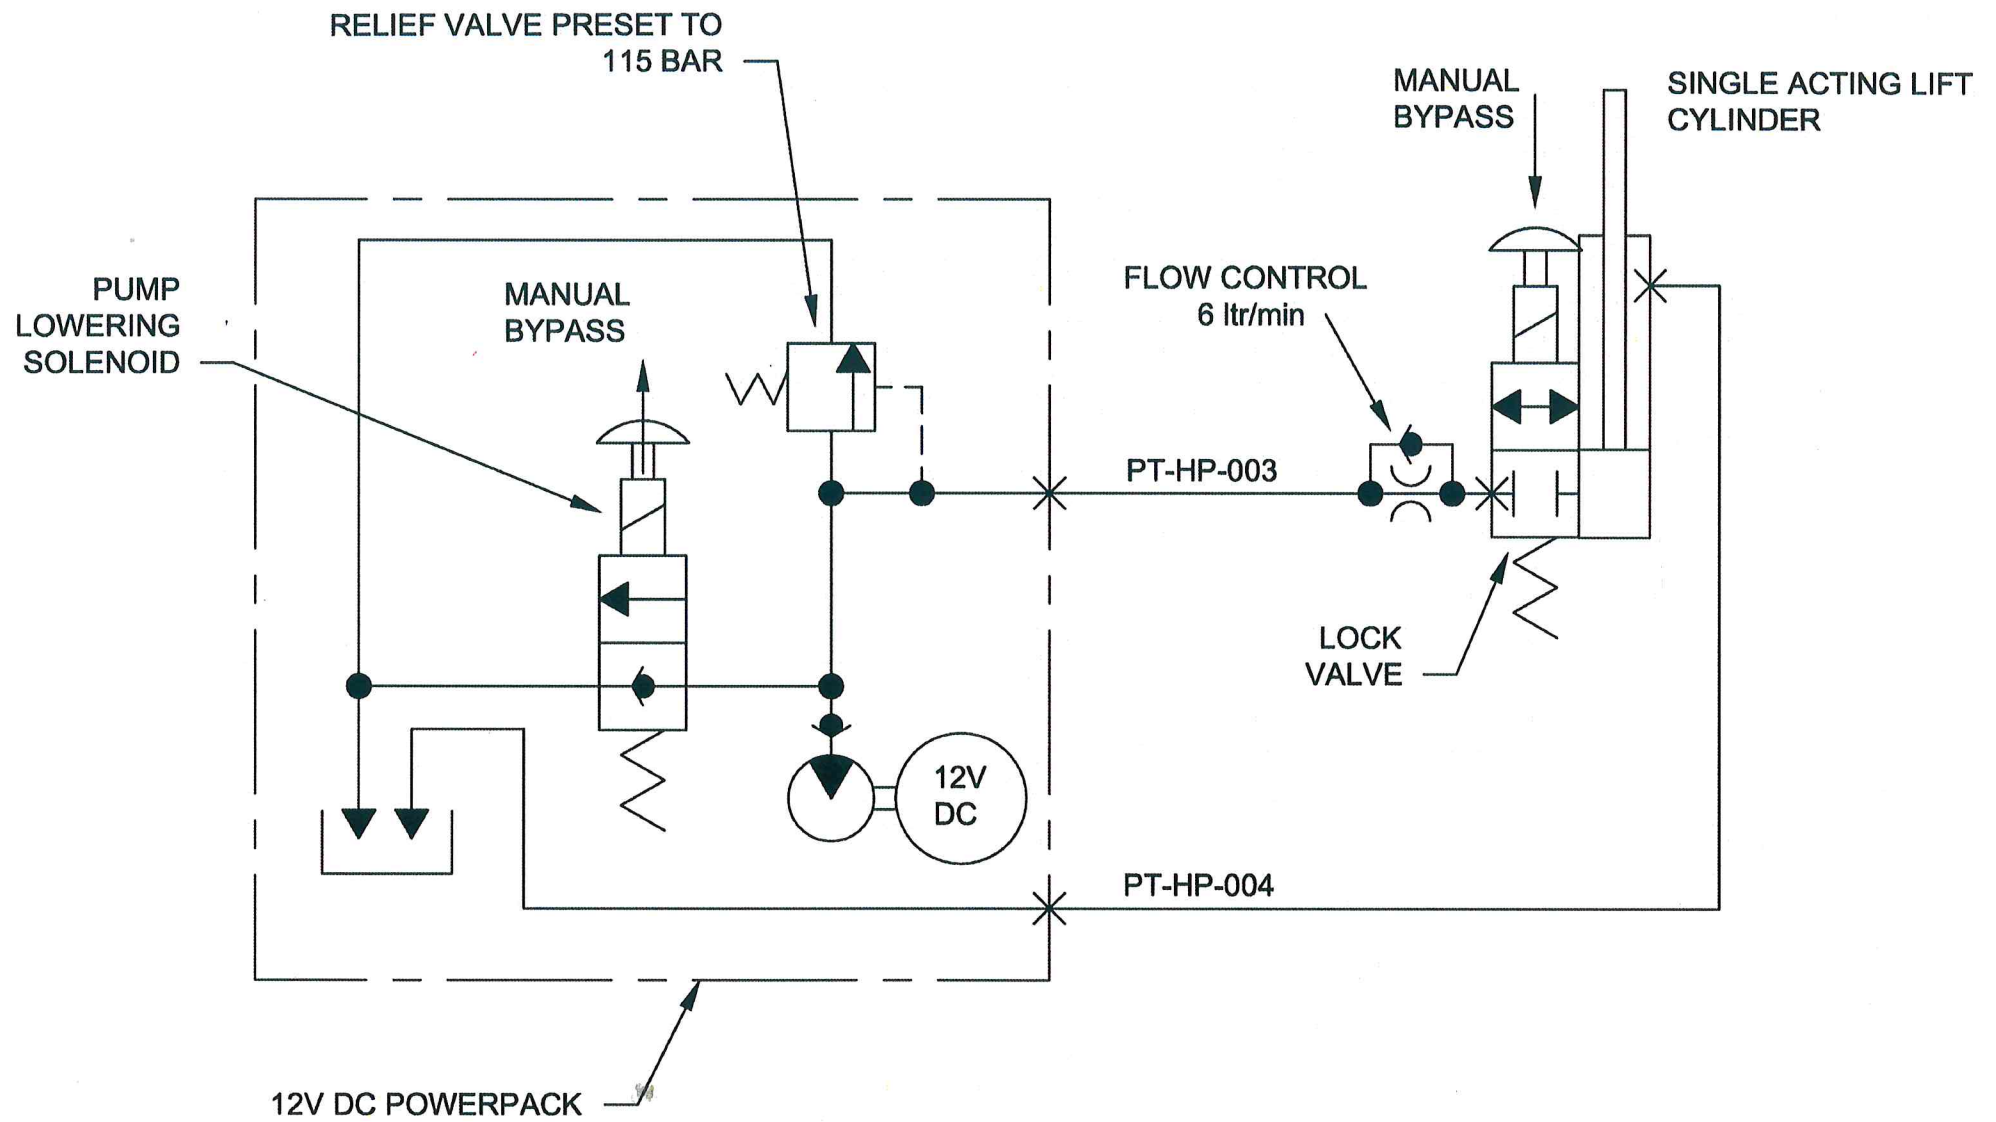 RELIEF VALVE PRESET TO
115 BAR
MANUAL
BYPASS
SINGLE ACTING LIFT
CYLINDER
PUMP
LOWERING
SOLENOID
MANUAL
BYPASS
FLOW CONTROL
6 ltr/min
PT-HP-003
LOCK
VALVE
12V
DC
PT-HP-004
12V DC POWERPACK